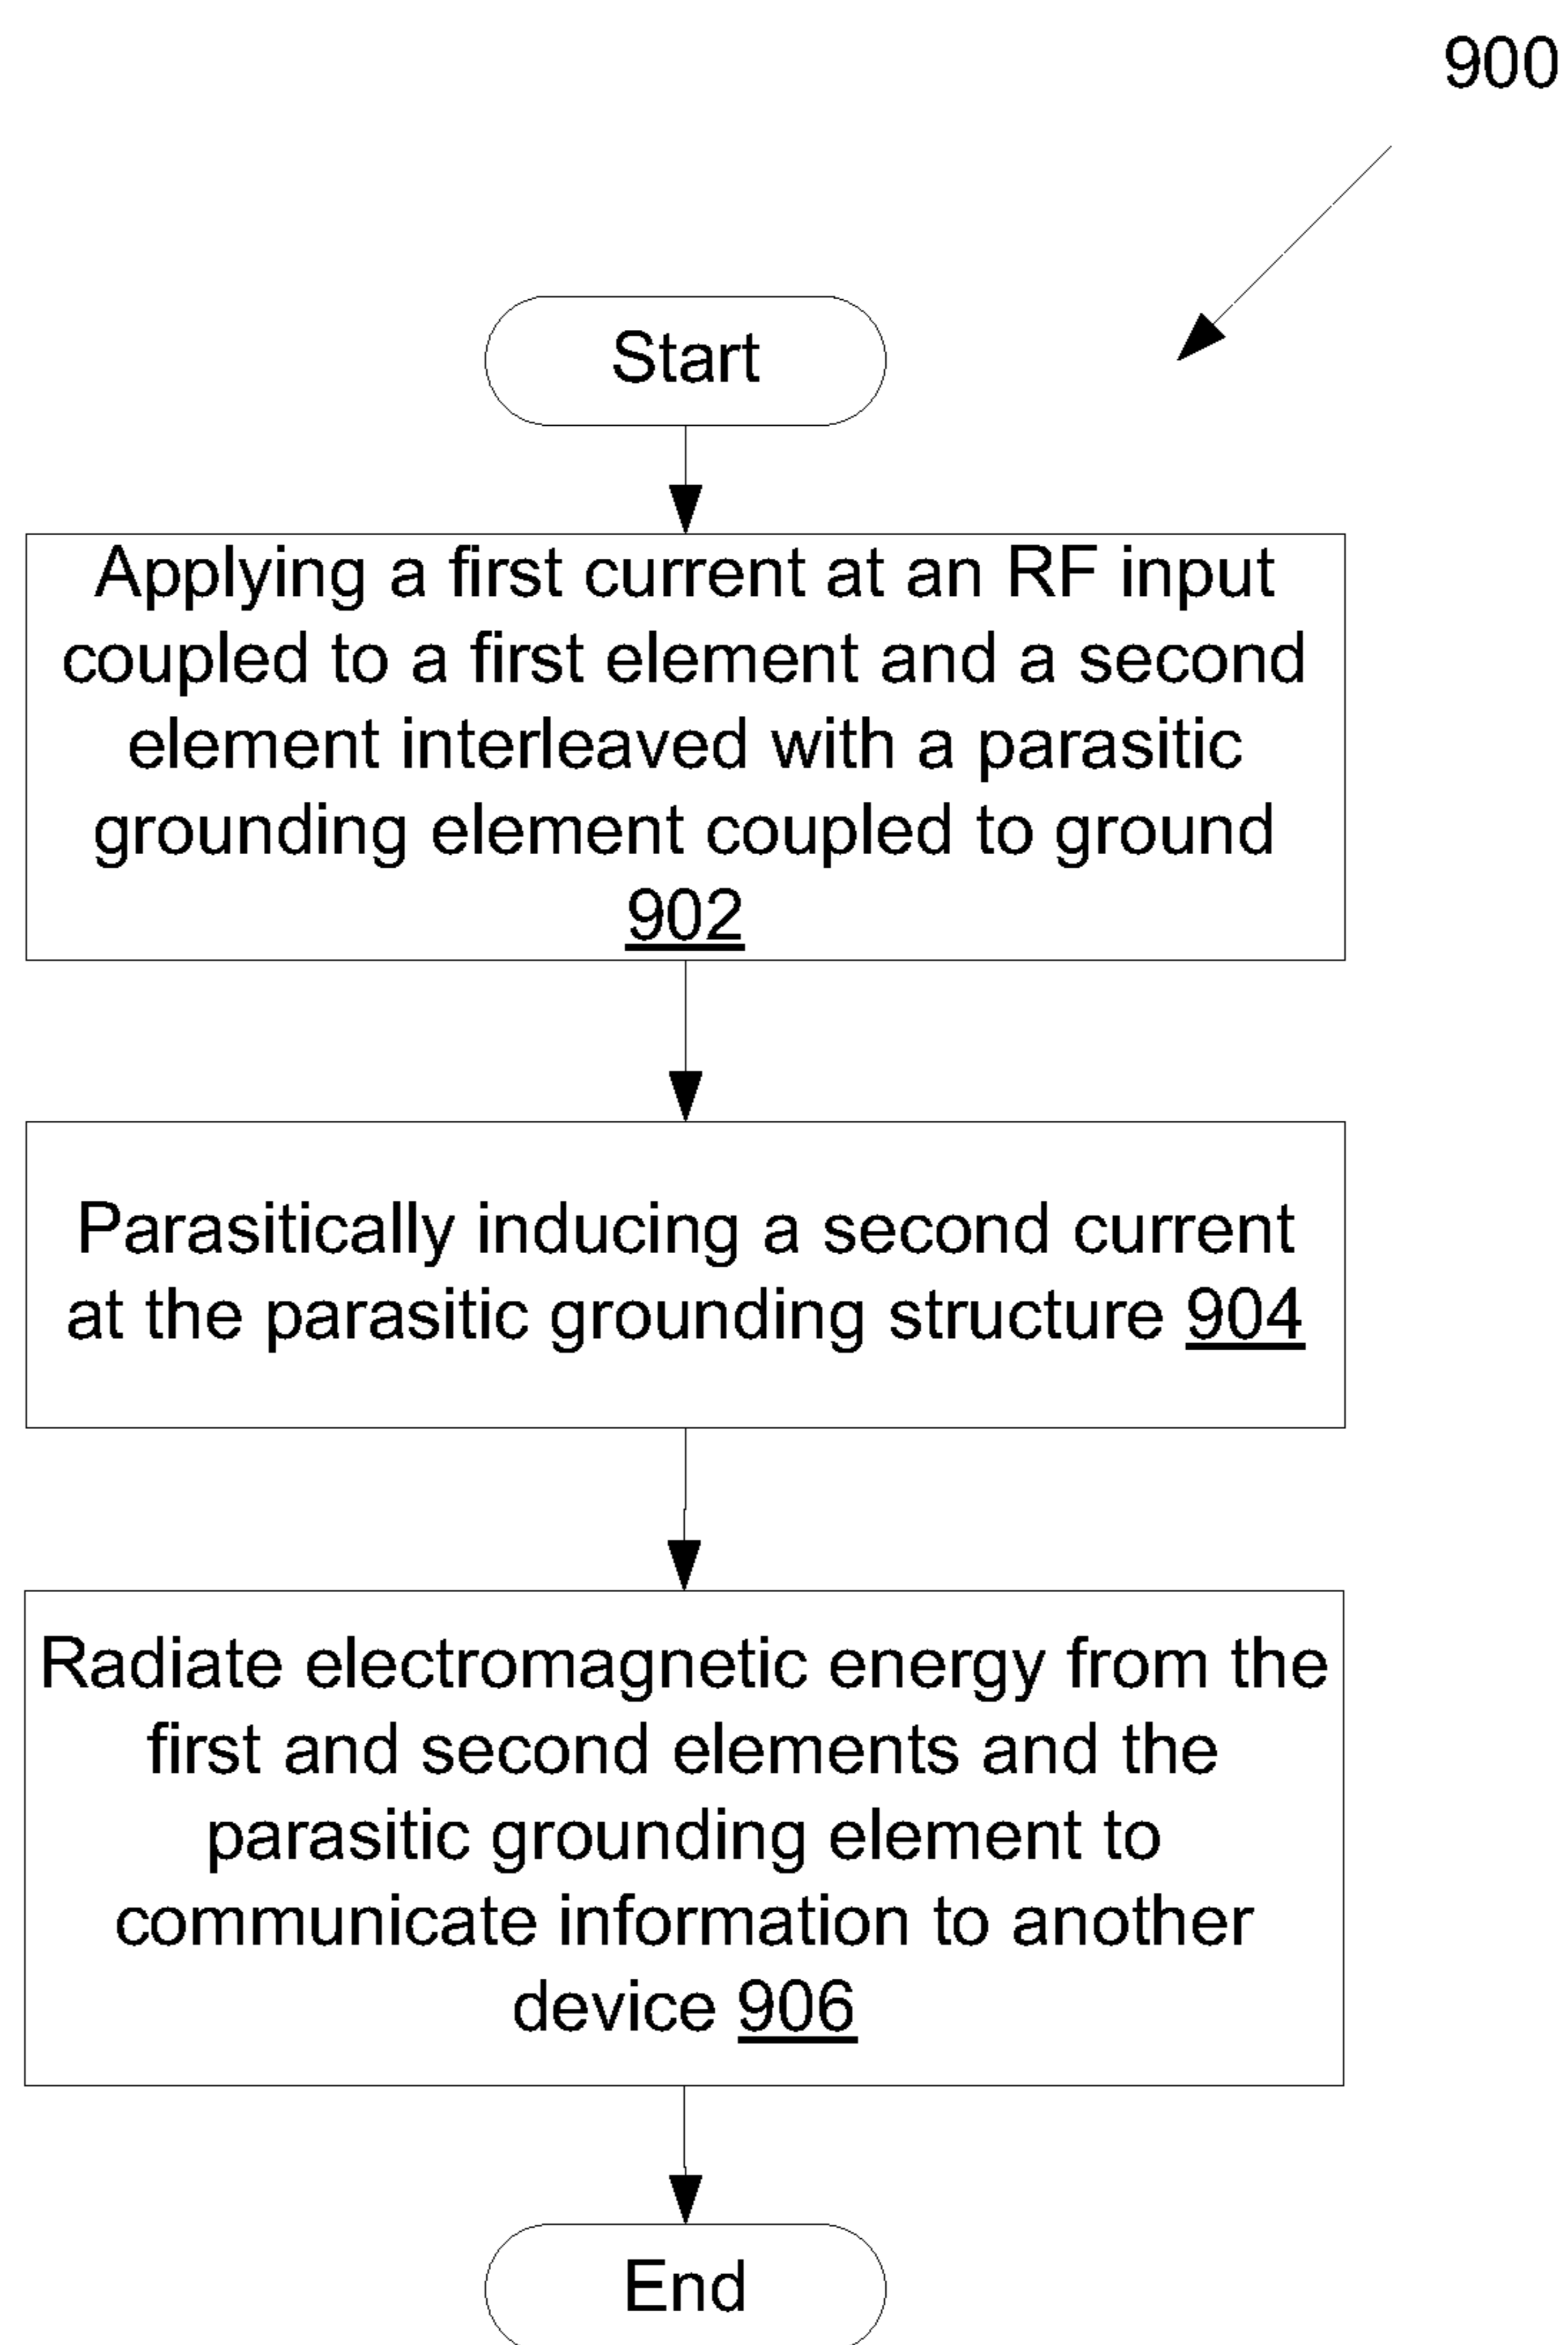 900
Start
Applying a first current at an RF input
coupled to a first element and a second
element interleaved with a parasitic
grounding element coupled to ground
902
Parasitically inducing a second current
at the parasitic grounding structure 904
Radiate electromagnetic energy from the
first and second elements and the
parasitic grounding element to
communicate information to another
device 906
End